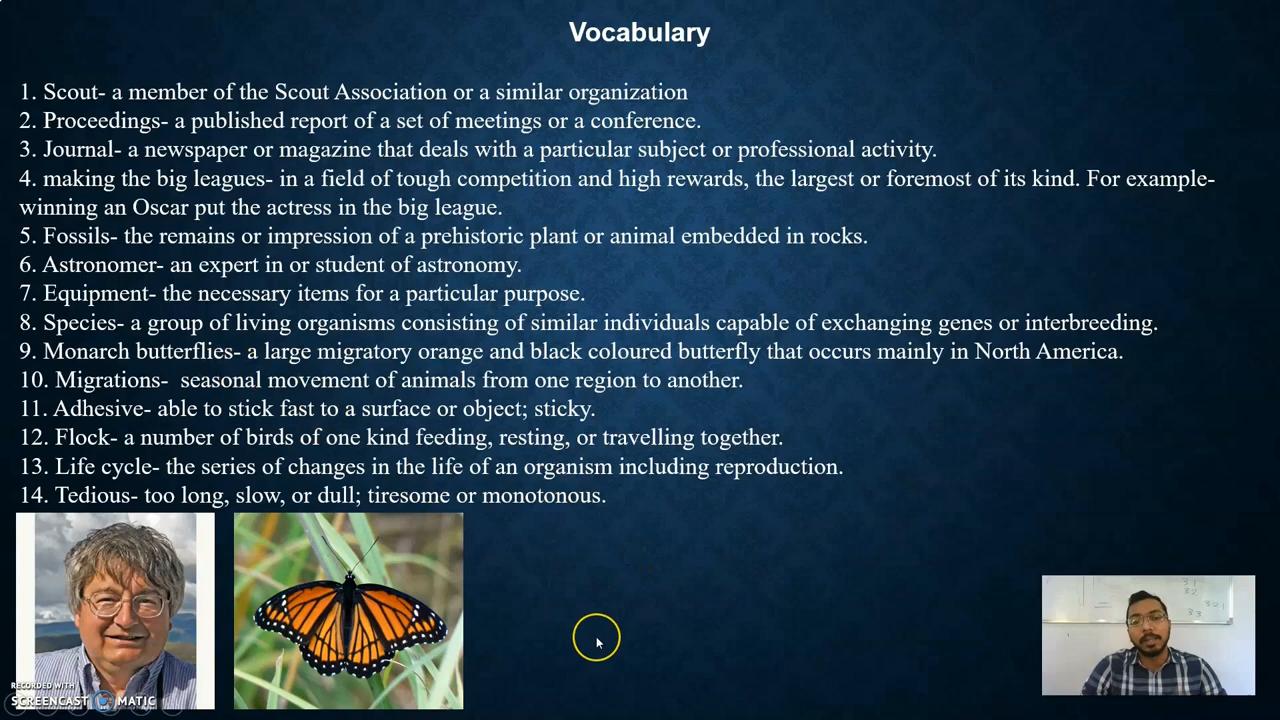 Vocabulary
1. Scout- a member of the Scout Association or a similar organization
2. Proceedings- a published report of a set of meetings or a conference.
3. Journal- a newspaper or magazine that deals with a particular subject or professional activity.
4. making the big leagues- in a field of tough competition and high rewards, the largest or foremost of its kind. For example-
winning an Oscar put the actress in the big league.
5. Fossils- the remains or impression of a prehistoric plant or animal embedded in rocks.
6. Astronomer- an expert in or student of astronomy.
7. Equipment- the necessary items for a particular purpose.
8. Species- a group of living organisms consisting of similar individuals capable of exchanging genes or interbreeding.
9. Monarch butterflies- a large migratory orange and black coloured butterfly that occurs mainly in North America.
10. Migrations- seasonal movement of animals from one region to another.
11. Adhesive- able to stick fast to a surface or object; sticky.
12. Flock- a number of birds of one kind feeding, resting, or travelling together.
13. Life cycle- the series of changes in the life of an organism including reproduction.
14. Tedious- too long, slow, or dull; tiresome or monotonous.
RECORDED WITH
SCREENCAST MATIC